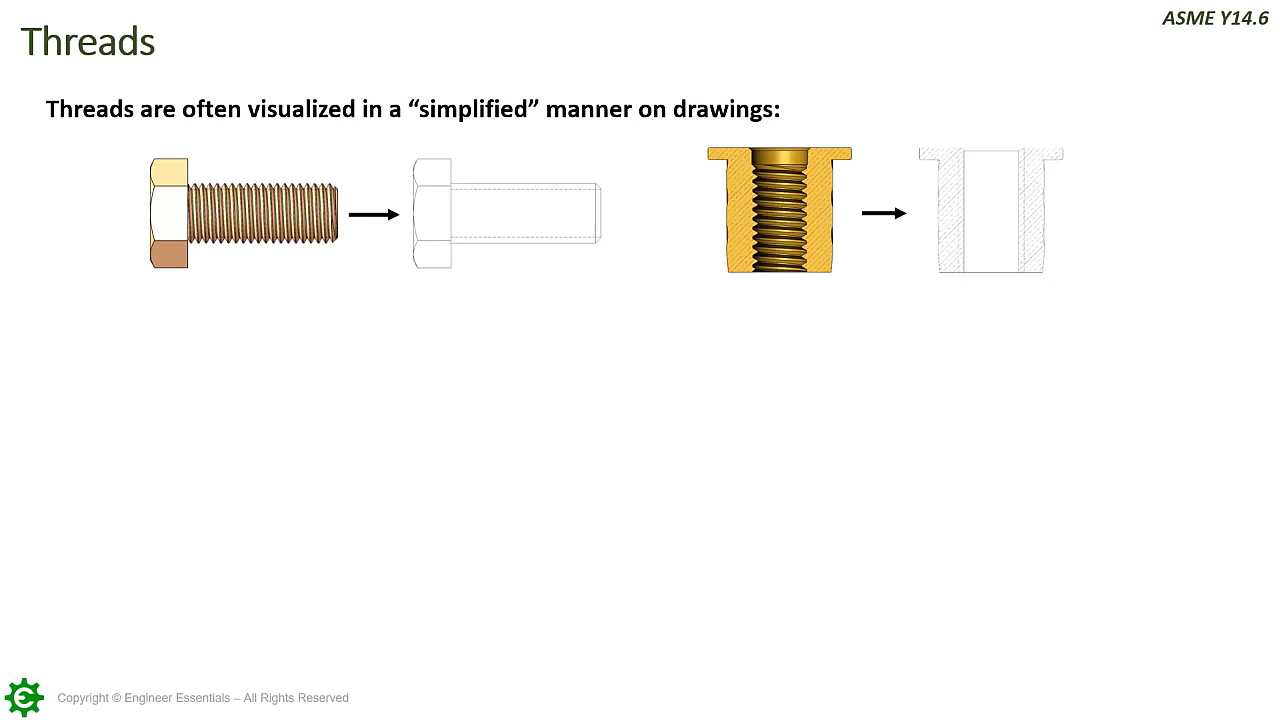 ASME Y14.6
Threads
Threads are often visualized in a “simplified” manner on drawings:
Copyright © Engineer Essentials – All Rights Reserved